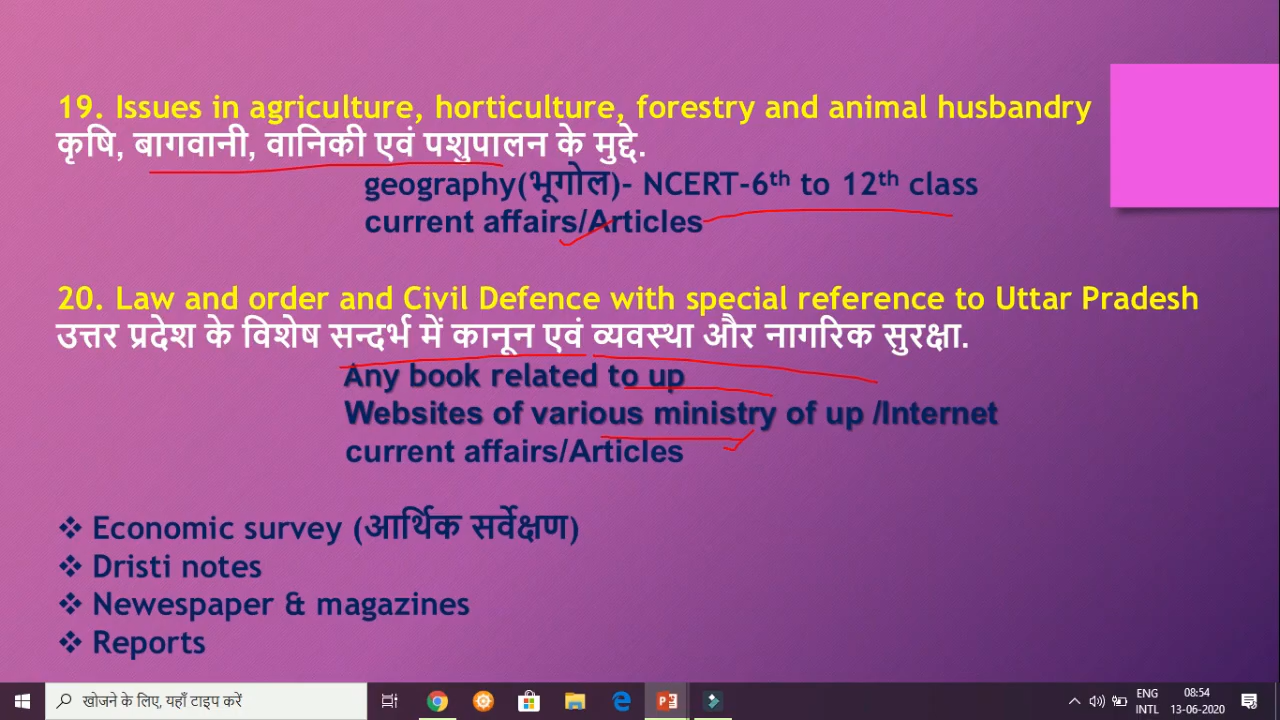 19. Issues in agriculture, horticulture, forestry and animal husbandry
कृषि, बागवानी, वानिकी एवं पशुपालन के मुद्दे.
geography(भूगोल)- NCERT-6th to 12th class
current affairs/Articles
20. Law and order and Civil Defence with special reference to Uttar Pradesh
उत्तर प्रदेश के विशेष सन्दर्भ में कानून एवं व्यवस्था और नागरिक सुरक्षा.
Any book related to up
Websites of various ministry of up /Internet
current affairs/Articles
❖ Economic survey (आर्थिक सर्वेक्षण)
❖ Dristi notes
❖ Newespaper & magazines
❖ Reports
खोजने के लिए, यहाँ टाइप करें
ENG 08:54
INTL 13-06-2020